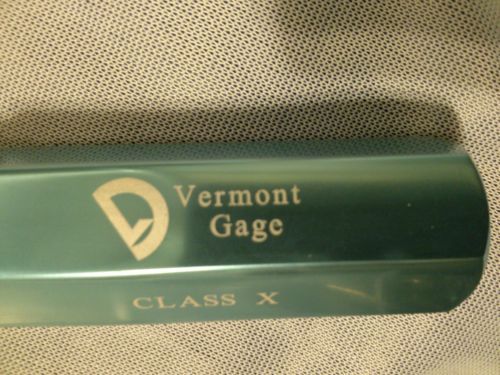 Vermont
Gage
CLASS X